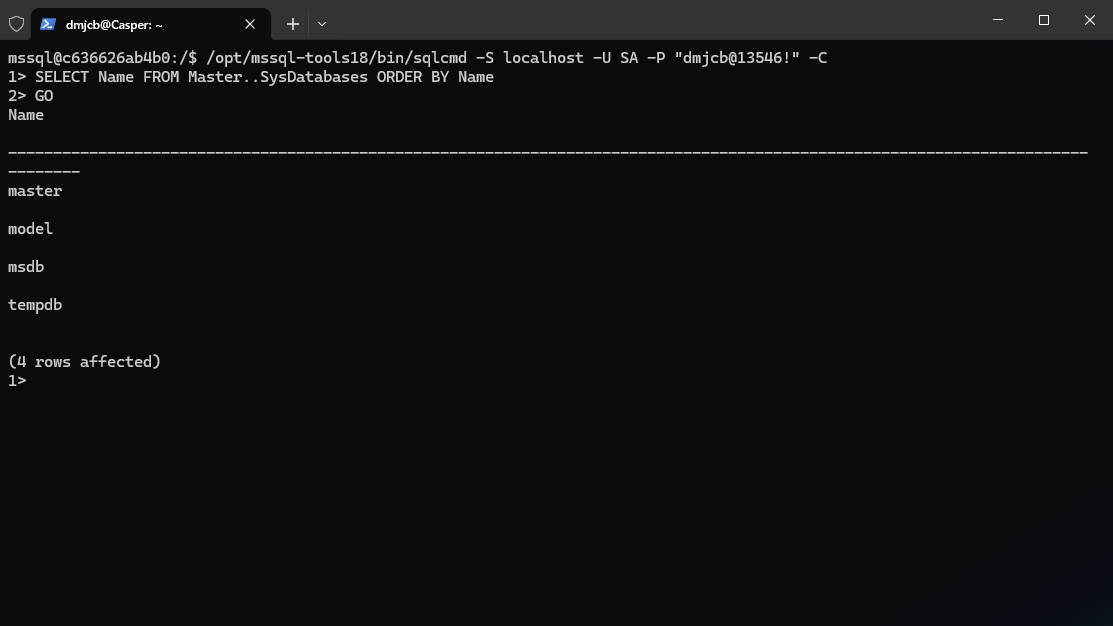 dmjcb@Casper: ~
mssql@c636626ab4b0:/$ /opt/mssql-tools18/bin/sqlcmd -S localhost -U SA -P "dmjcb@13546!" -C
1> SELECT Name FROM Master..SysDatabases ORDER BY Name
2> GO
Name
------------------------------------------------------------------------------------------------------------------------
--------
master
model
msdb
tempdb
(4 rows affected)
1>